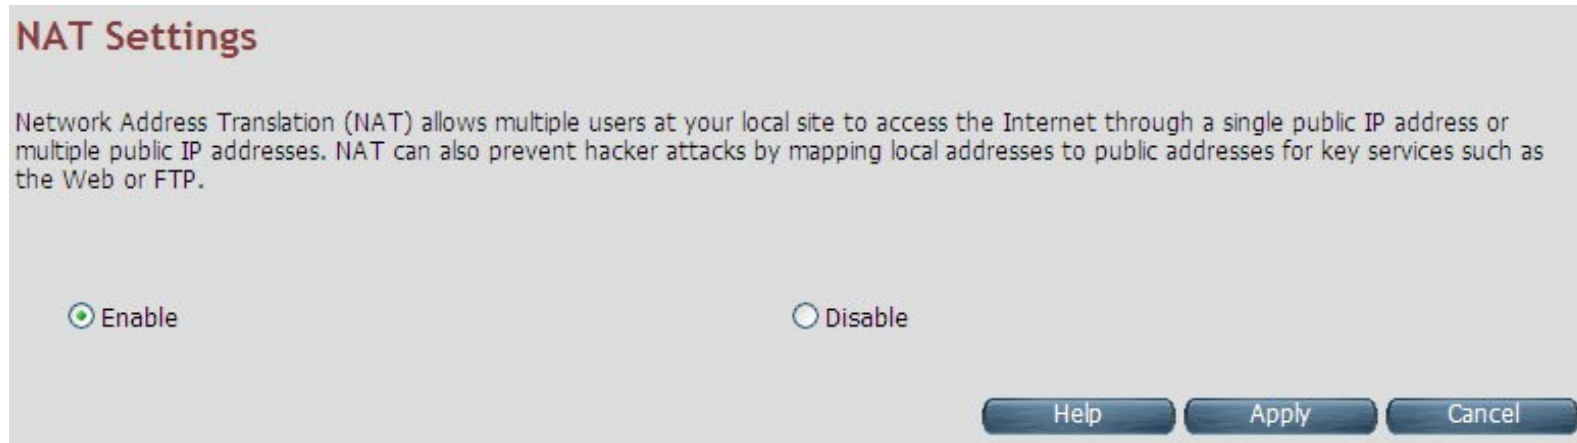 NAT Settings
Network Address Translation (NAT) allows multiple users at your local site to access the Internet through a single public IP address or
multiple public IP addresses. NAT can also prevent hacker attacks by mapping local addresses to public addresses for key services such as
the Web or FTP.
Enable Disable
Help Apply Cancel